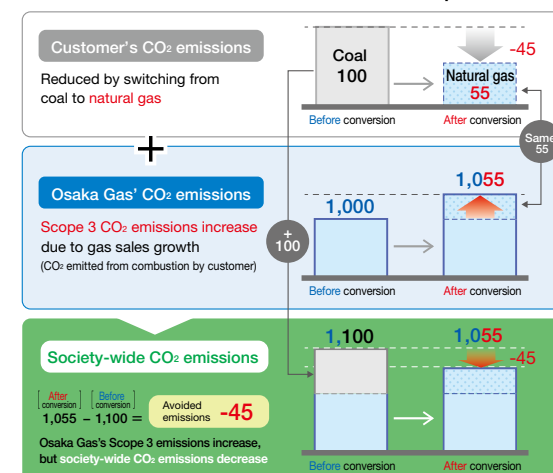 Customer's CO2 emissions
Reduced by switching from
coal to natural gas
Coal
100
-45
Natural gas
55
Before conversion
After conversion
Same
55
+
Osaka Gas' CO2 emissions
Scope 3 CO2 emissions increase
due to gas sales growth
(CO2 emitted from combustion by customer)
+
100
1,000
1,055
Before conversion
After conversion
Society-wide CO2 emissions
[After conversion] [Before conversion]
1,055 − 1,100 =
Avoided
emissions -45
Osaka Gas's Scope 3 emissions increase,
but society-wide CO2 emissions decrease
1,100
1,055
-45
Before conversion
After conversion